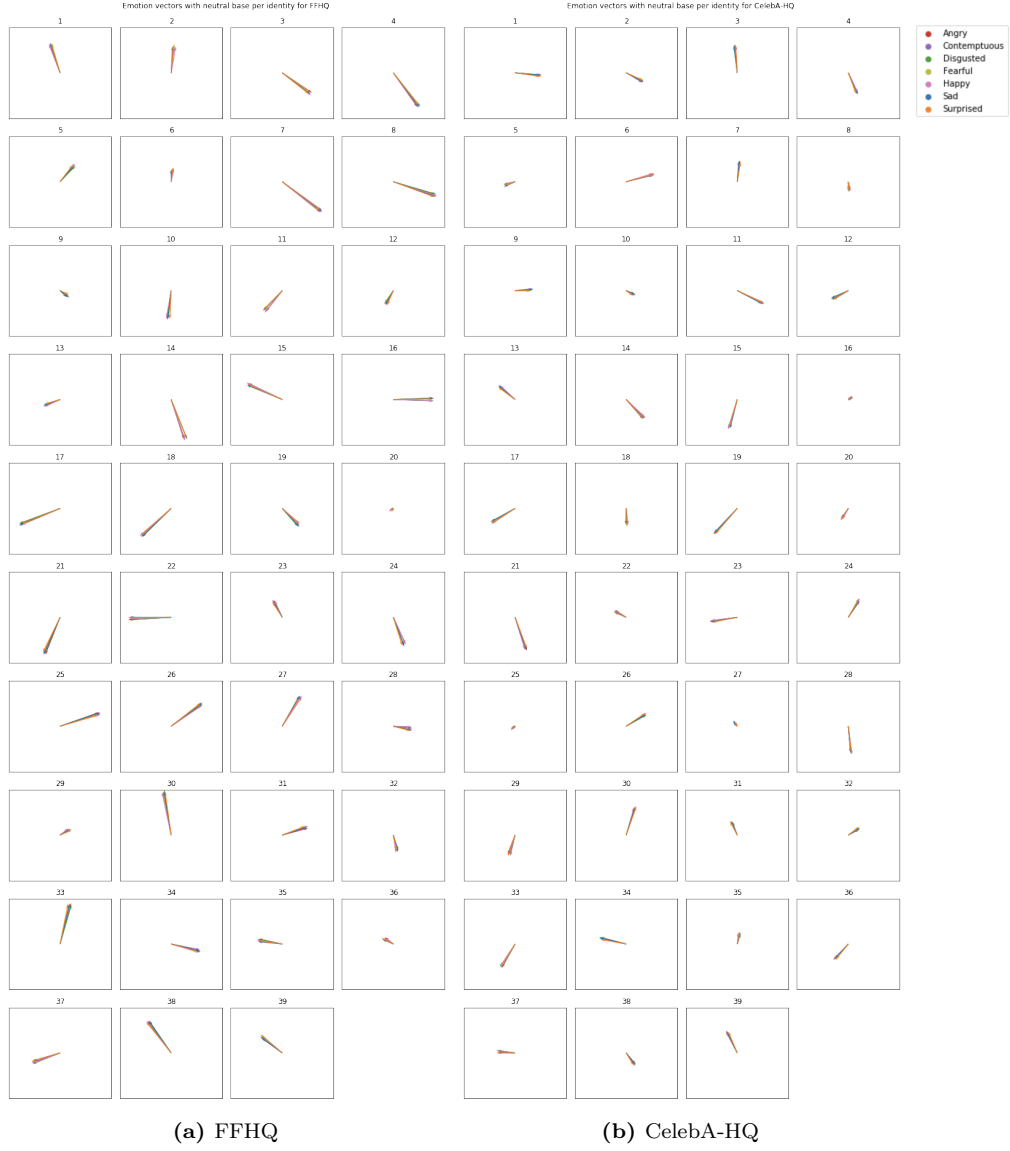 Emotion vectors with neutral base per identity for FFHQ
1 2 3 4
5 6 7 8
9 10 11 12
13 14 15 16
17 18 19 20
21 22 23 24
25 26 27 28
29 30 31 32
33 34 35 36
37 38 39
(a) FFHQ
Emotion vectors with neutral base per identity for CelebA-HQ
1 2 3 4
5 6 7 8
9 10 11 12
13 14 15 16
17 18 19 20
21 22 23 24
25 26 27 28
29 30 31 32
33 34 35 36
37 38 39
(b) CelebA-HQ
Angry
Contemptuous
Disgusted
Fearful
Happy
Sad
Surprised